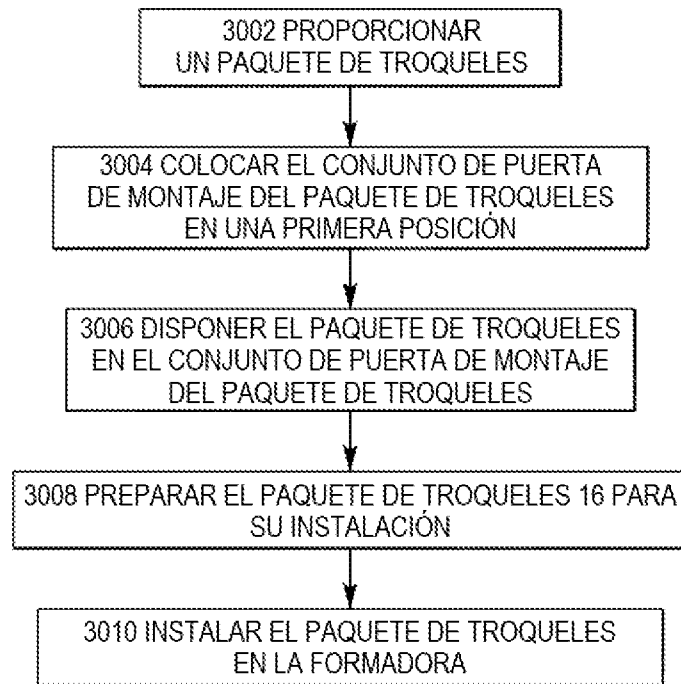 3002 PROPORCIONAR
UN PAQUETE DE TROQUELES
3004 COLOCAR EL CONJUNTO DE PUERTA
DE MONTAJE DEL PAQUETE DE TROQUELES
EN UNA PRIMERA POSICIÓN
3006 DISPONER EL PAQUETE DE TROQUELES
EN EL CONJUNTO DE PUERTA DE MONTAJE
DEL PAQUETE DE TROQUELES
3008 PREPARAR EL PAQUETE DE TROQUELES 16 PARA
SU INSTALACIÓN
3010 INSTALAR EL PAQUETE DE TROQUELES
EN LA FORMADORA